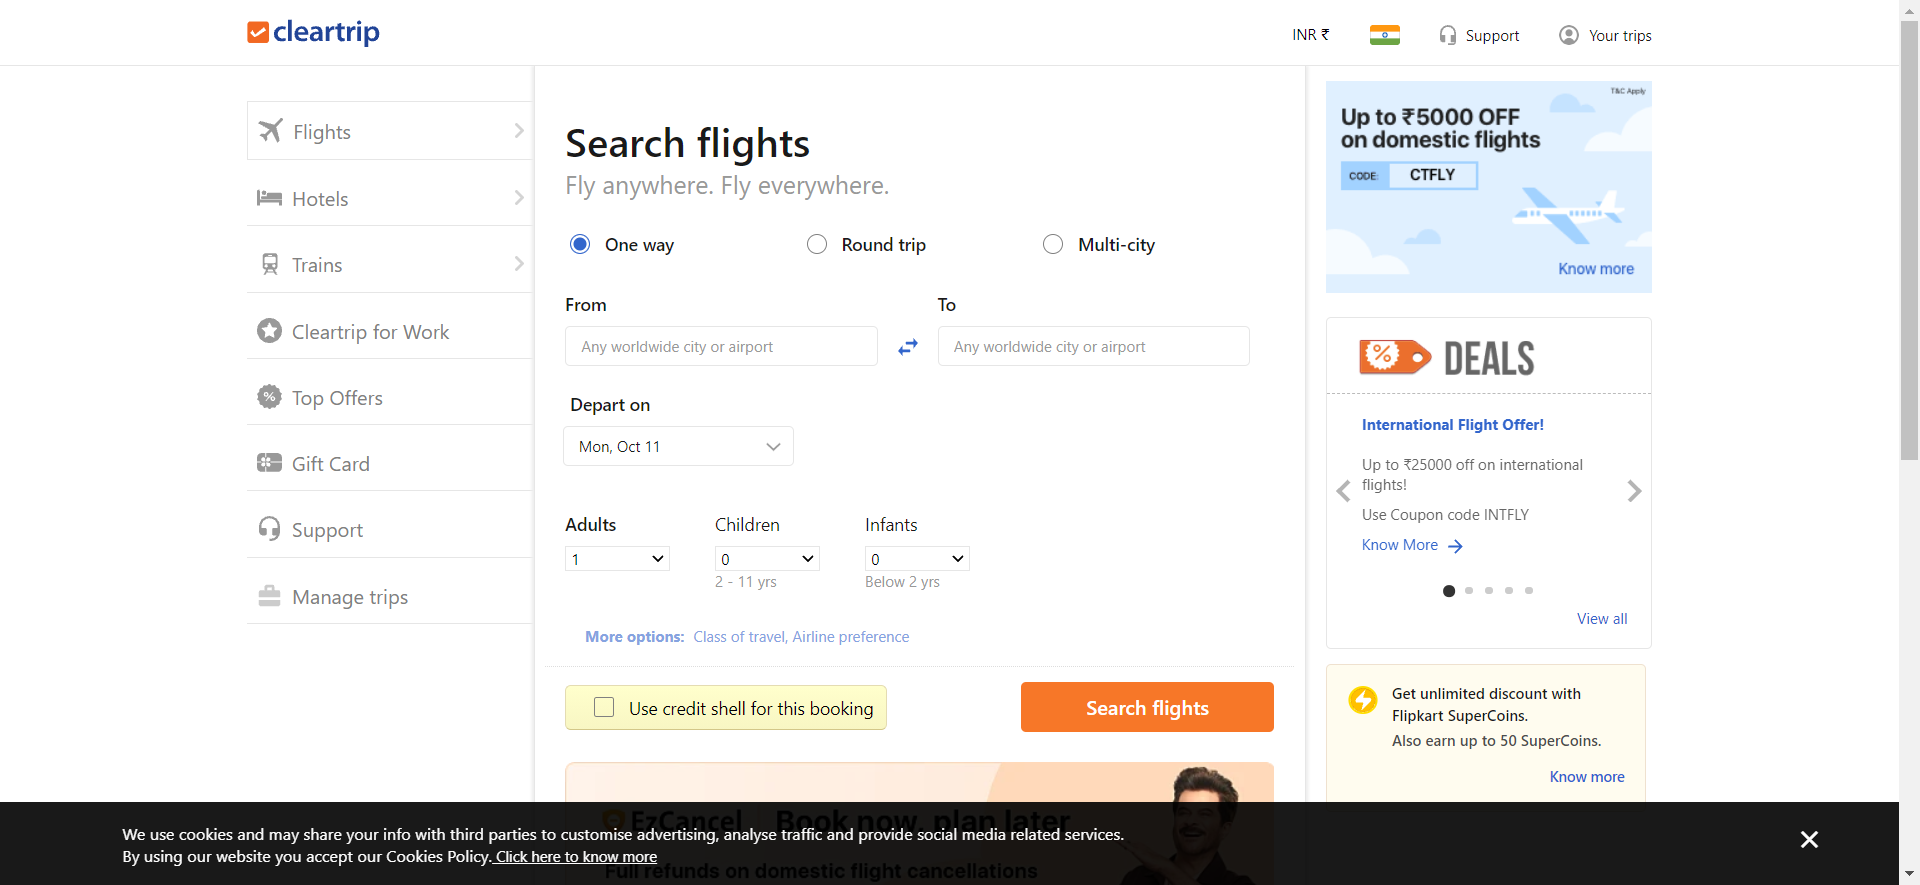 cleartrip
INR ₹
Support
Your trips
Flights
Hotels
Trains
Cleartrip for Work
Top Offers
Gift Card
Support
Manage trips
Search flights
Fly anywhere. Fly everywhere.
One way
Round trip
Multi-city
From
To
Any worldwide city or airport
Any worldwide city or airport
Depart on
Mon, Oct 11
Adults
Children
Infants
1
0
0
2 - 11 yrs
Below 2 yrs
More options: Class of travel, Airline preference
Use credit shell for this booking
Search flights
EzCancel Book now, plan later
Full refunds on domestic flight cancellations
T&C Apply
Up to ₹5000 OFF
on domestic flights
CODE: CTFLY
Know more
% DEALS
International Flight Offer!
Up to ₹25000 off on international
flights!
Use Coupon code INTFLY
Know More
View all
Get unlimited discount with
Flipkart SuperCoins.
Also earn up to 50 SuperCoins.
Know more
We use cookies and may share your info with third parties to customise advertising, analyse traffic and provide social media related services.
By using our website you accept our Cookies Policy. Click here to know more